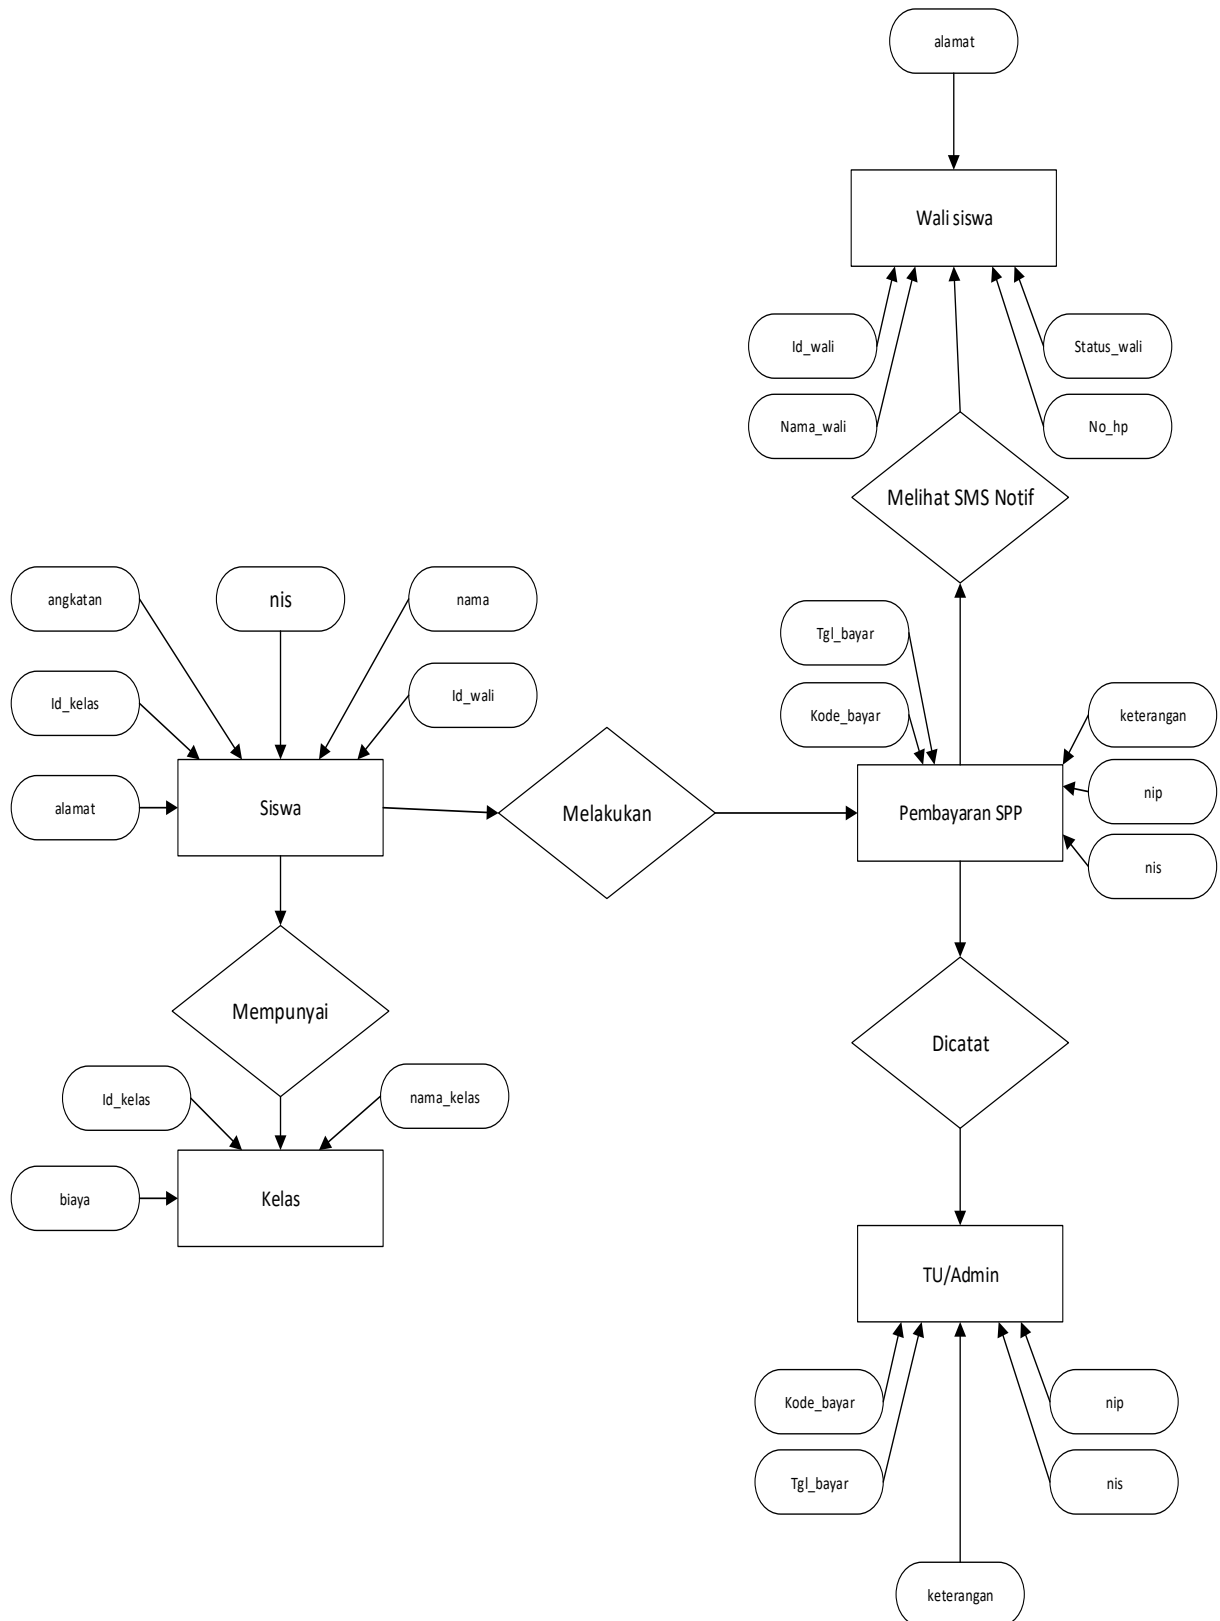 alamat
Wali siswa
Id_wali
Status_wali
Nama_wali
No_hp
Melihat SMS Notif
angkatan
nis
nama
Id_kelas
Id_wali
alamat
Siswa
Melakukan
Tgl_bayar
Kode_bayar
keterangan
nip
Pembayaran SPP
nis
Mempunyai
Dicatat
Id_kelas
nama_kelas
biaya
Kelas
TU/Admin
Kode_bayar
nip
Tgl_bayar
nis
keterangan